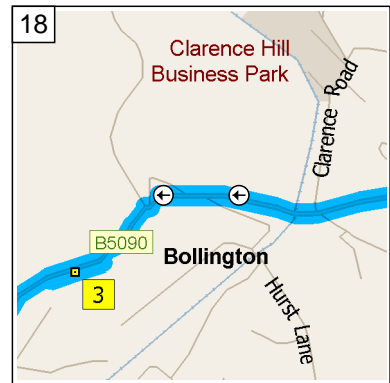 18
Clarence Hill
Business Park
Clarence Road
B5090
Bollington
3
Hurst Lane